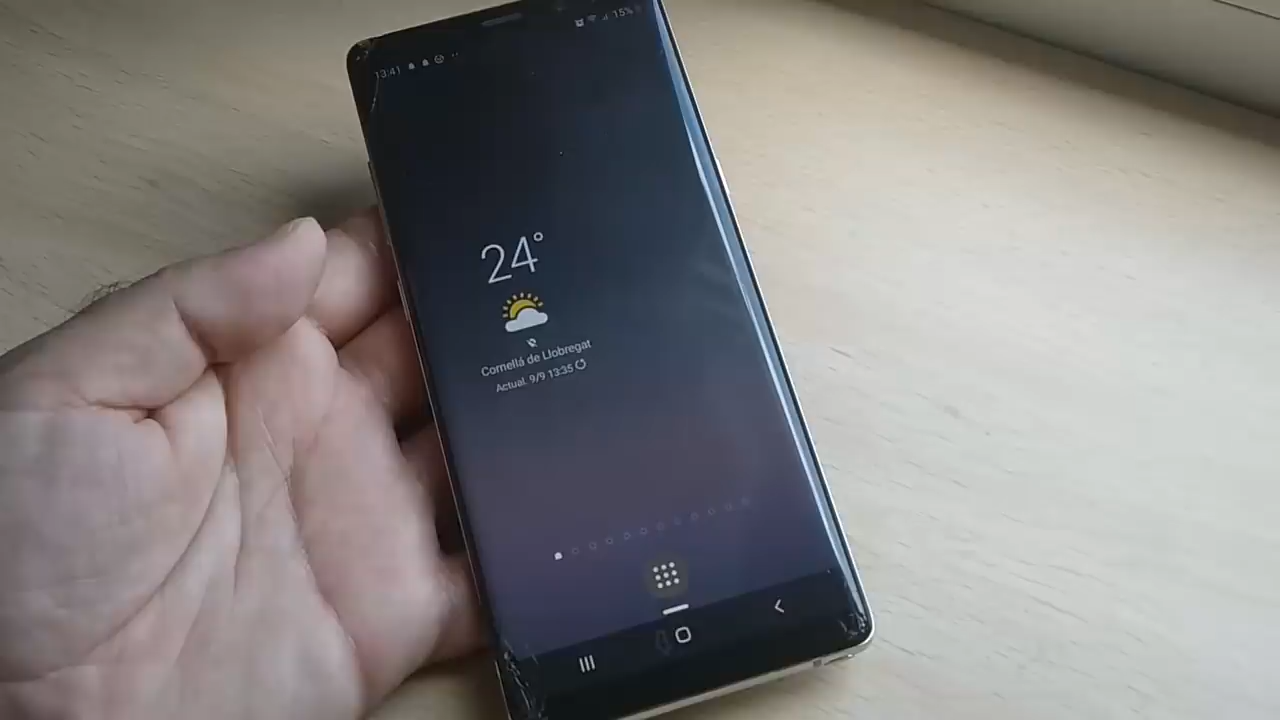 13:41
15%
24°
Cornellá de Llobregat
Actual. 9/9 13:35